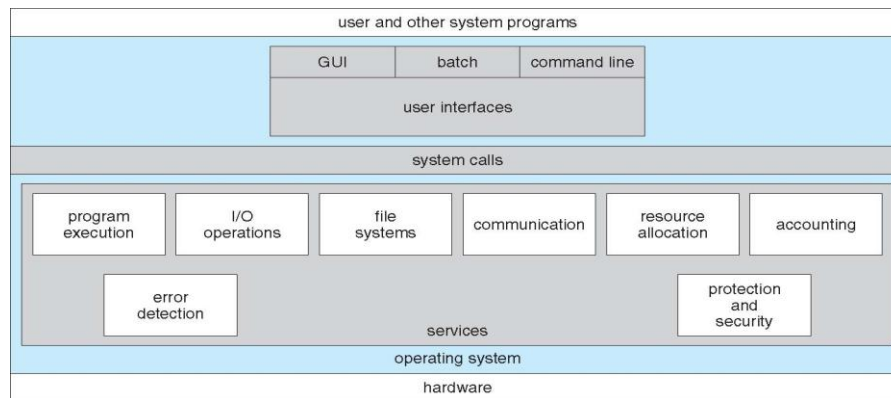 user and other system programs
GUI batch command line
user interfaces
system calls
program execution
I/O operations
file systems
communication
resource allocation
accounting
error detection
protection and security
services
operating system
hardware